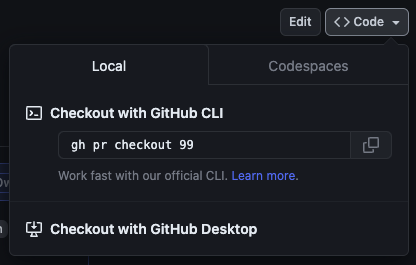 Edit
<> Code
Local
Codespaces
Checkout with GitHub CLI
gh pr checkout 99
Work fast with our official CLI. Learn more.
Checkout with GitHub Desktop